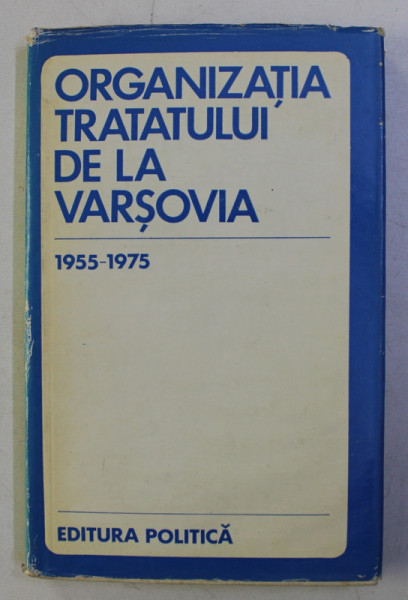 ORGANIZAȚIA
TRATATULUI
DE LA
VARȘOVIA
1955-1975
EDITURA POLITICĂ